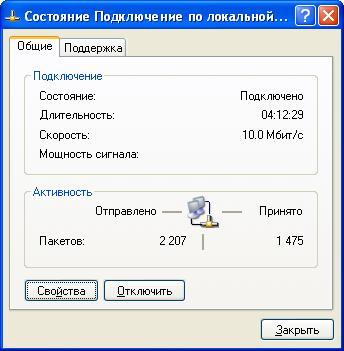 Состояние Подключение по локальной...
Общие Поддержка
Подключение
Состояние: Подключено
Длительность: 04:12:29
Скорость: 10.0 Мбит/с
Мощность сигнала:
Активность
Отправлено Принято
Пакетов: 2 207 1 475
Свойства Отключить
Закрыть